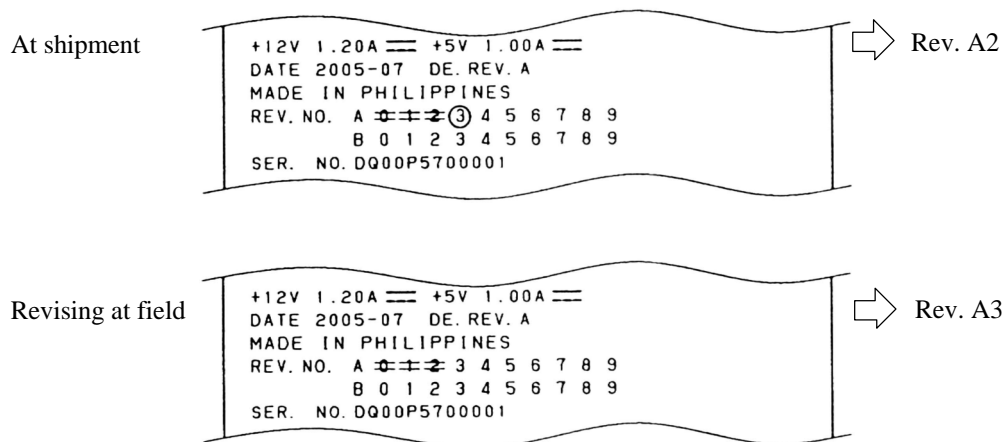 At shipment
+12V 1.20A +5V 1.00A
DATE 2005-07 DE. REV. A
MADE IN PHILIPPINES
REV. NO. A 0 1 2 3 4 5 6 7 8 9
B 0 1 2 3 4 5 6 7 8 9
SER. NO. DQ00P5700001
Rev. A2
Revising at field
+12V 1.20A +5V 1.00A
DATE 2005-07 DE. REV. A
MADE IN PHILIPPINES
REV. NO. A 0 1 2 3 4 5 6 7 8 9
B 0 1 2 3 4 5 6 7 8 9
SER. NO. DQ00P5700001
Rev. A3